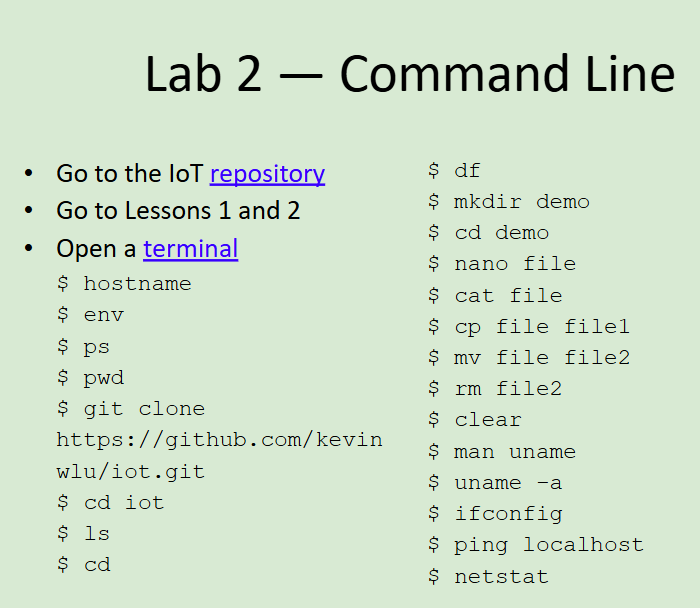 Lab 2 — Command Line
• Go to the IoT repository
• Go to Lessons 1 and 2
• Open a terminal
$ hostname
$ env
$ ps
$ pwd
$ git clone
https://github.com/kevin
wlu/iot.git
$ cd iot
$ ls
$ cd
$ df
$ mkdir demo
$ cd demo
$ nano file
$ cat file
$ cp file file1
$ mv file file2
$ rm file2
$ clear
$ man uname
$ uname -a
$ ifconfig
$ ping localhost
$ netstat